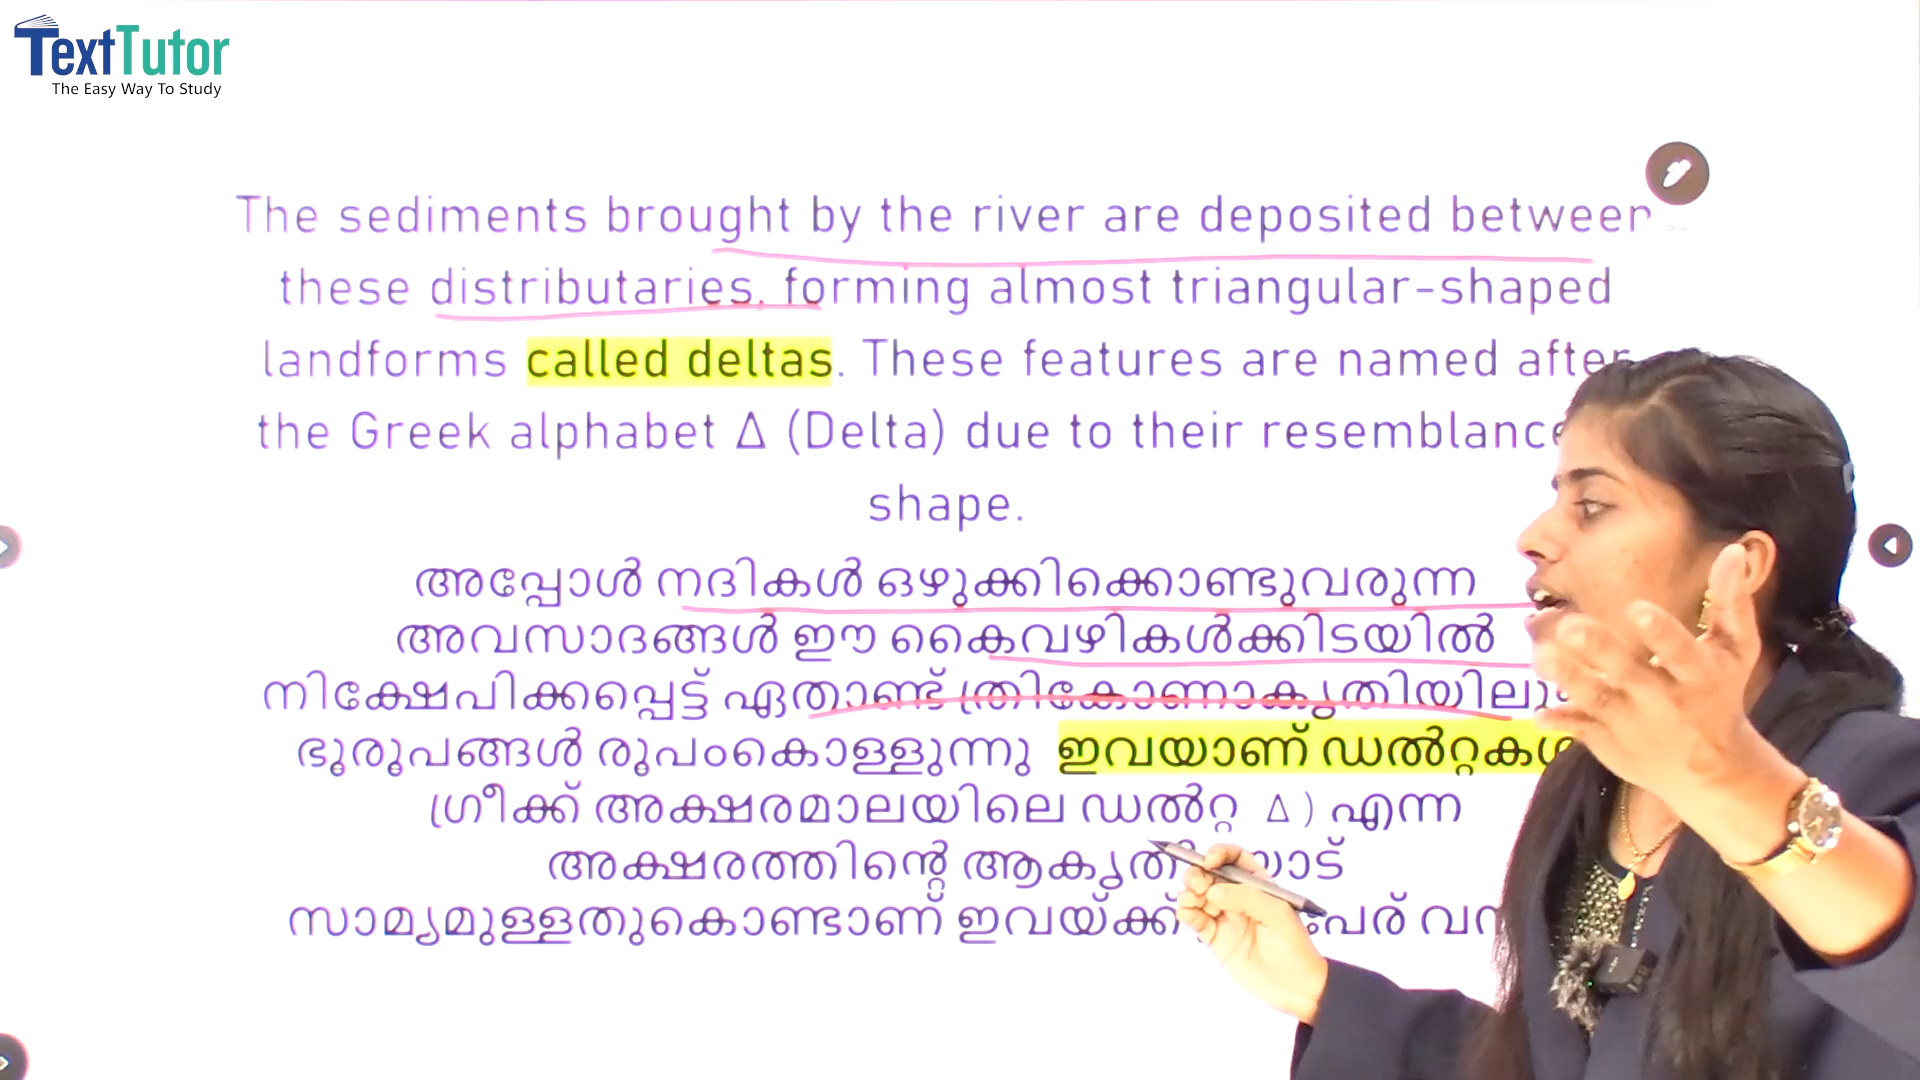 TextTutor
The Easy Way To Study
The sediments brought by the river are deposited between
these distributaries, forming almost triangular-shaped
landforms called deltas. These features are named after
the Greek alphabet Δ (Delta) due to their resemblance
shape.
അപ്പോൾ നദികൾ ഒഴുക്കിക്കൊണ്ടുവരുന്ന
അവസാദങ്ങൾ ഈ കൈവഴികൾക്കിടയിൽ
നിക്ഷേപിക്കപ്പെട്ട് ഏതാണ്ട് ത്രികോണാകൃതിയിലു
ഭൂരൂപങ്ങൾ രൂപംകൊള്ളുന്നു ഇവയാണ് ഡൽറ്റകൾ
ഗ്രീക്ക് അക്ഷരമാലയിലെ ഡൽറ്റ Δ ) എന്ന
അക്ഷരത്തിന്റെ
സാമ്യമുള്ളതുകൊണ്ടാണ് ഇവയ്ക്ക് പേര്